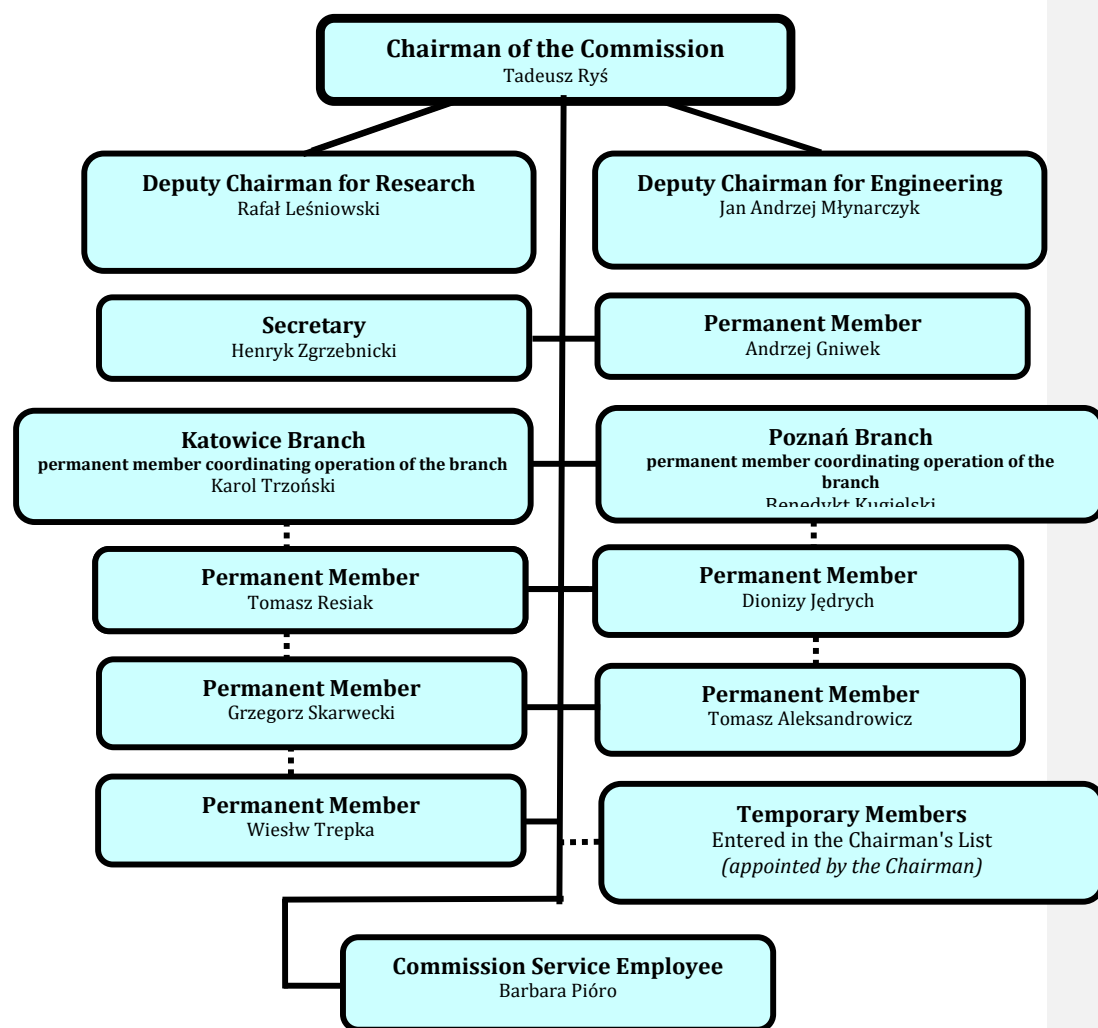 Chairman of the Commission
Tadeusz Ryś
Deputy Chairman for Research
Rafał Leśniowski
Deputy Chairman for Engineering
Jan Andrzej Młynarczyk
Secretary
Henryk Zgrzebnicki
Permanent Member
Andrzej Gniwek
Katowice Branch
permanent member coordinating operation of the branch
Karol Trzoński
Poznań Branch
permanent member coordinating operation of the
branch
Benedykt Kugielski
Permanent Member
Tomasz Resiak
Permanent Member
Dionizy Jędrych
Permanent Member
Grzegorz Skarwecki
Permanent Member
Tomasz Aleksandrowicz
Permanent Member
Wiesłw Trepka
Temporary Members
Entered in the Chairman's List
(appointed by the Chairman)
Commission Service Employee
Barbara Pióro